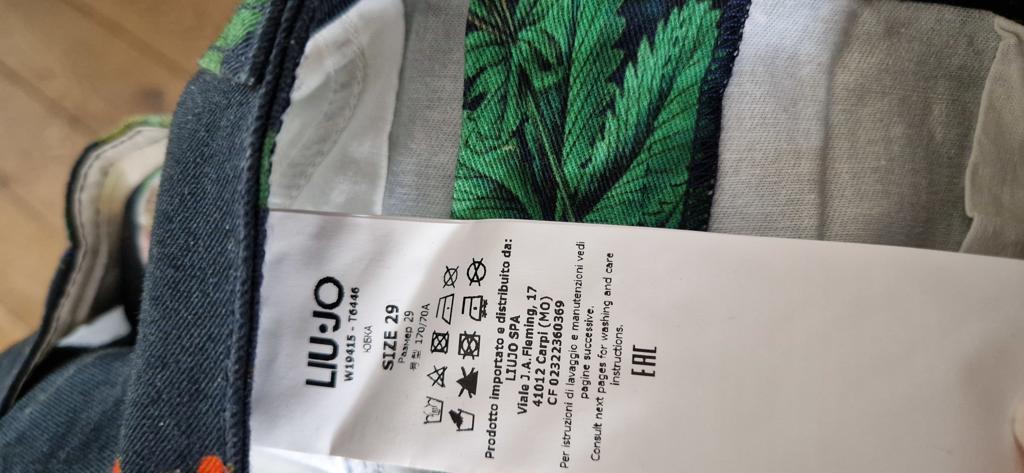 LIU·JO
W19415 - T6446
ЮБКА
SIZE 29
Размер 29
号型 170/70A
Prodotto importato e distribuito da:
LIUJO SPA
Viale J.A.Fleming, 17
41012 Carpi (MO)
CF 02322360369
Per istruzioni di lavaggio e manutenzioni vedi
pagine successive.
Consult next pages for washing and care
instructions.
EAC